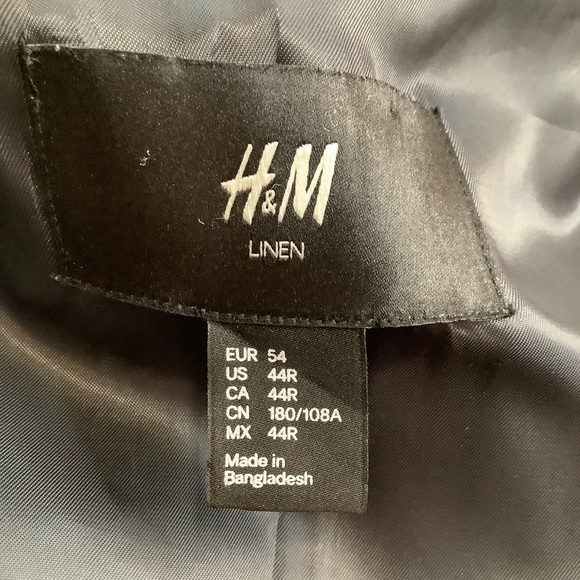 H&M
LINEN
EUR 54
US 44R
CA 44R
CN 180/108A
MX 44R
Made in
Bangladesh